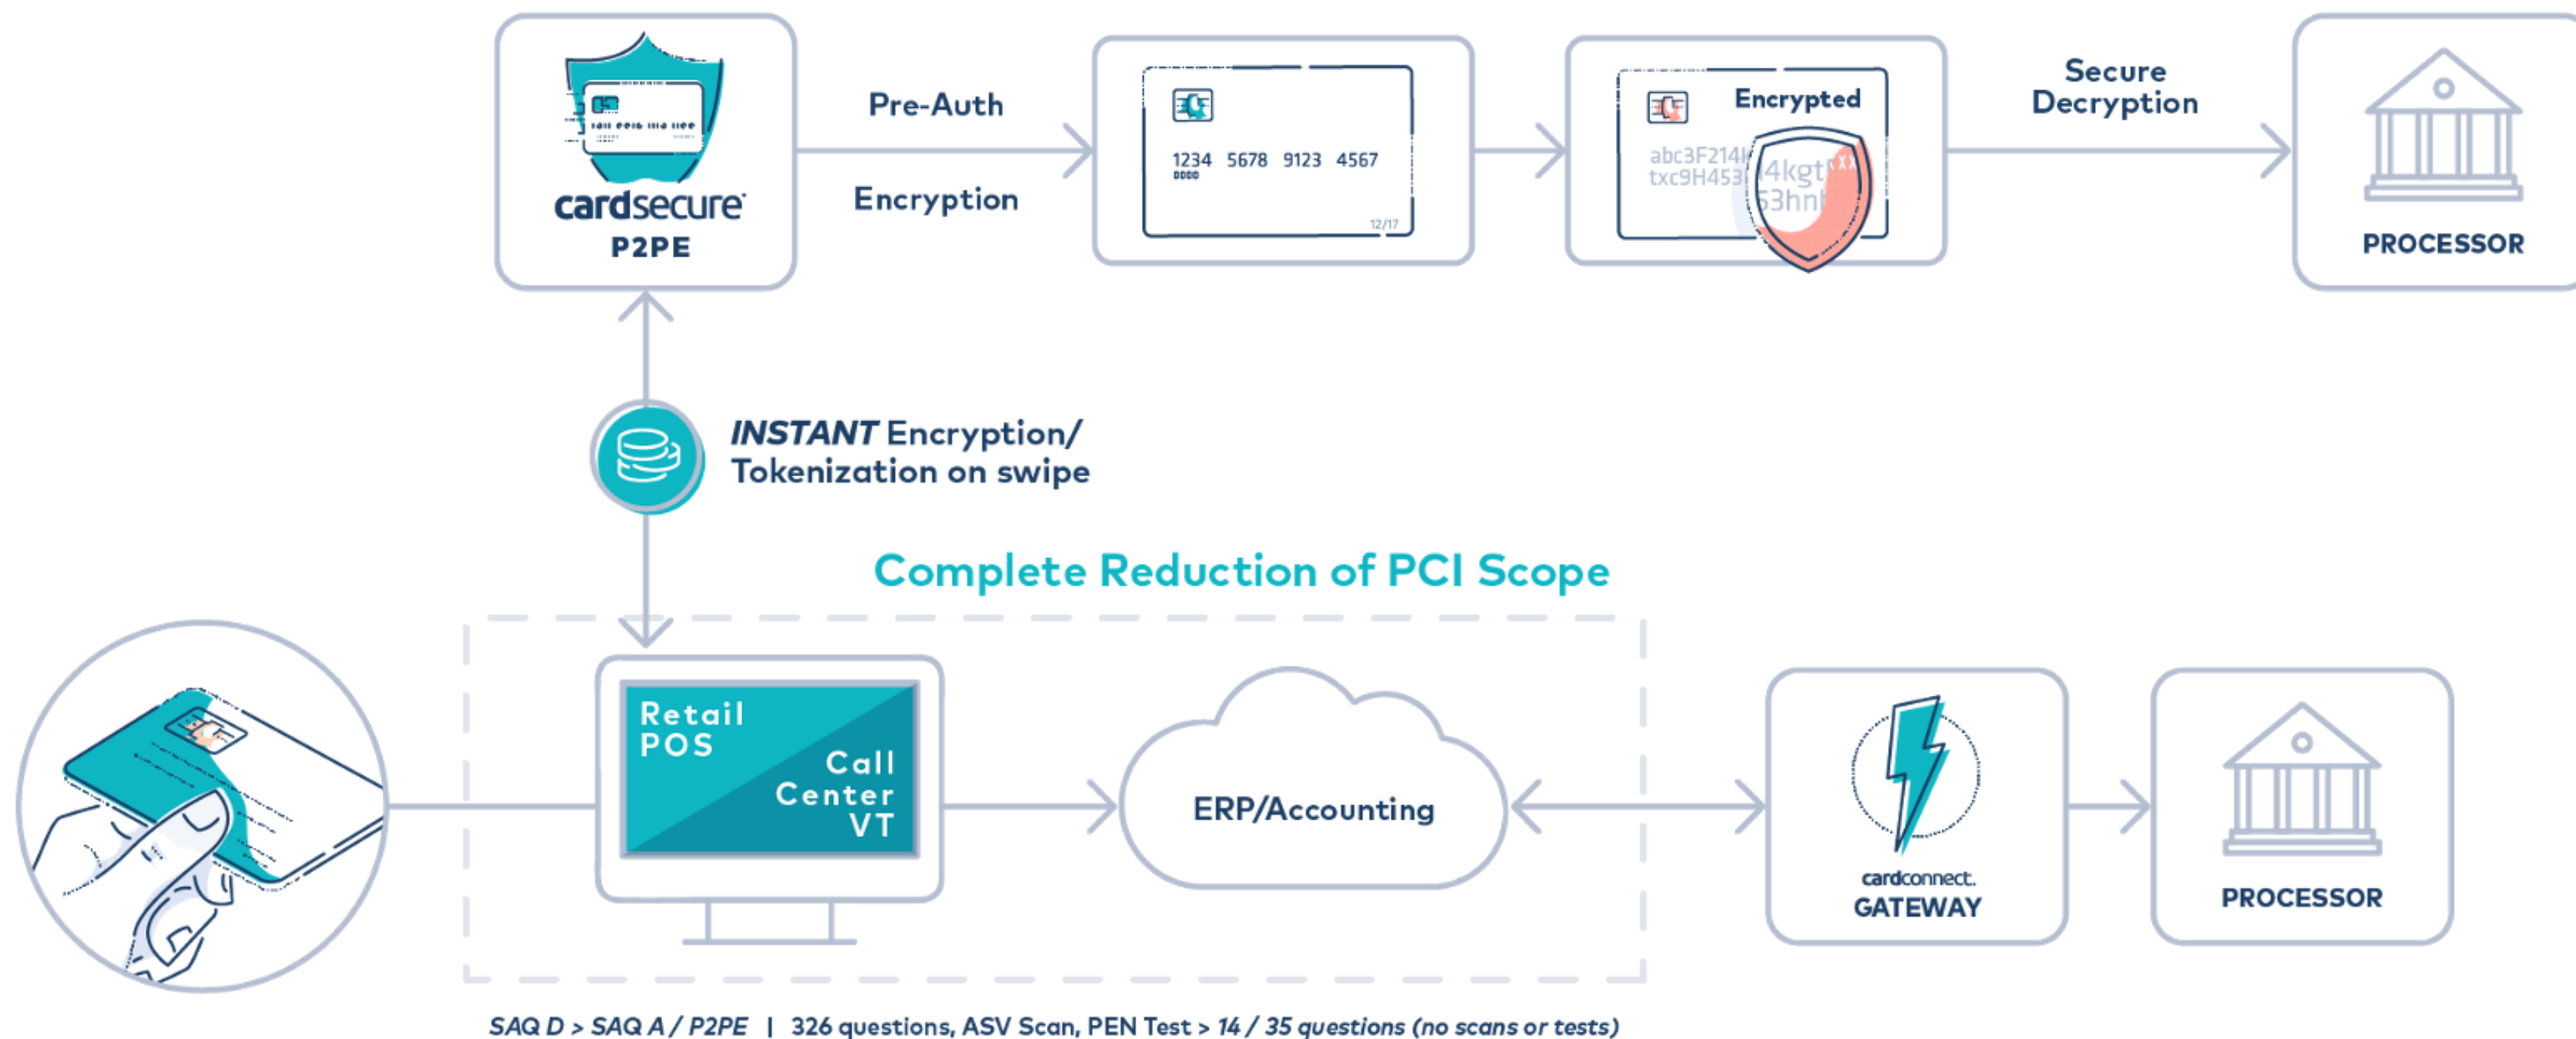 cardsecure
P2PE
Pre-Auth
Encryption
1234 5678 9123 4567
12/17
Encrypted
abc3F214
txc9H453
4kgt
53hn
Secure
Decryption
PROCESSOR
INSTANT Encryption/
Tokenization on swipe
Complete Reduction of PCI Scope
Retail
POS
Call
Center
VT
ERP/Accounting
cardconnect.
GATEWAY
PROCESSOR
SAQ D > SAQ A / P2PE | 326 questions, ASV Scan, PEN Test > 14 / 35 questions (no scans or tests)